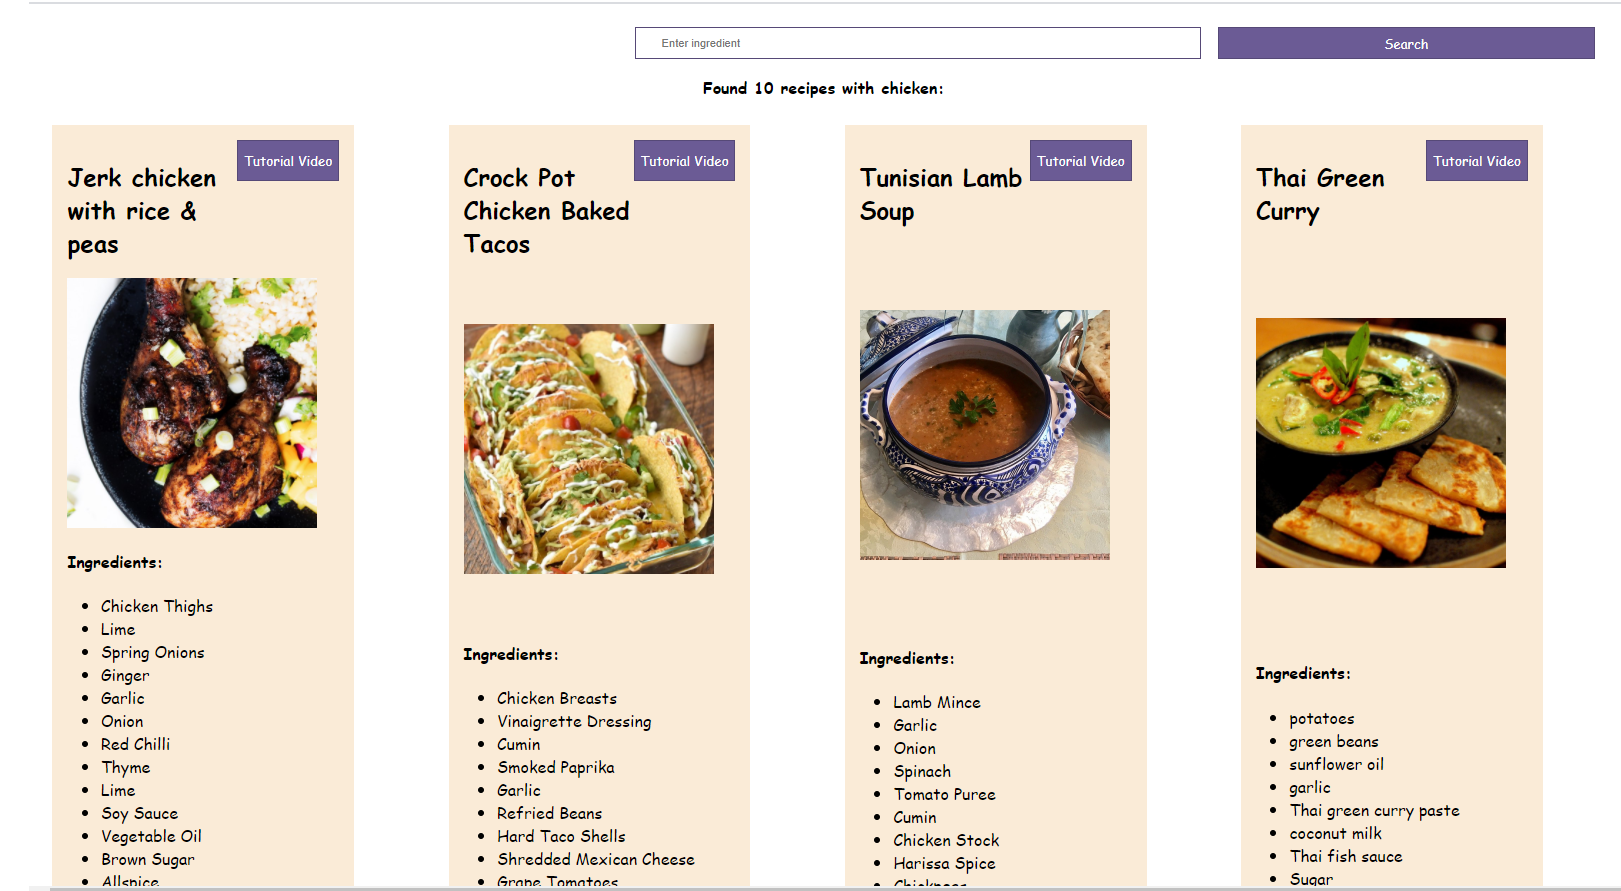 Enter ingredient
Search
Found 10 recipes with chicken:
Tutorial Video
Jerk chicken
with rice &
peas
Ingredients:
Chicken Thighs
Lime
Spring Onions
Ginger
Garlic
Onion
Red Chilli
Thyme
Lime
Soy Sauce
Vegetable Oil
Brown Sugar
Allspice
Tutorial Video
Crock Pot
Chicken Baked
Tacos
Ingredients:
Chicken Breasts
Vinaigrette Dressing
Cumin
Smoked Paprika
Garlic
Refried Beans
Hard Taco Shells
Shredded Mexican Cheese
Grape Tomatoes
Tutorial Video
Tunisian Lamb
Soup
Ingredients:
Lamb Mince
Garlic
Onion
Spinach
Tomato Puree
Cumin
Chicken Stock
Harissa Spice
Chickpeas
Tutorial Video
Thai Green
Curry
Ingredients:
potatoes
green beans
sunflower oil
garlic
Thai green curry paste
coconut milk
Thai fish sauce
Sugar